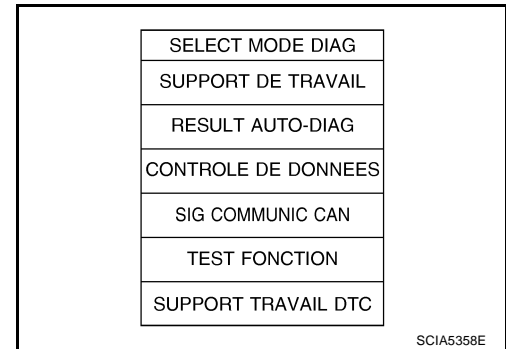 SELECT MODE DIAG
SUPPORT DE TRAVAIL
RESULT AUTO-DIAG
CONTROLE DE DONNEES
SIG COMMUNIC CAN
TEST FONCTION
SUPPORT TRAVAIL DTC
SCIA5358E